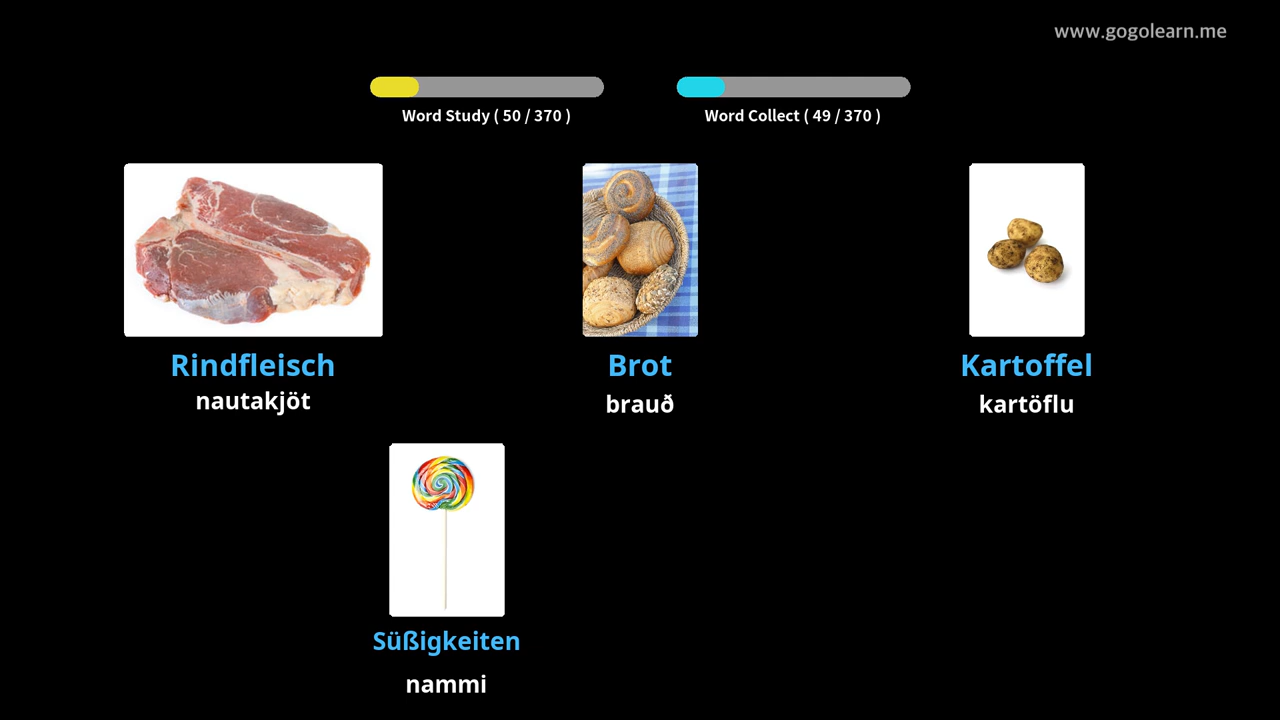 www.gogolearn.me
Word Study ( 50 / 370 )
Word Collect ( 49 / 370 )
Rindfleisch
nautakjöt
Brot
brauð
Kartoffel
kartöflu
Süßigkeiten
nammi